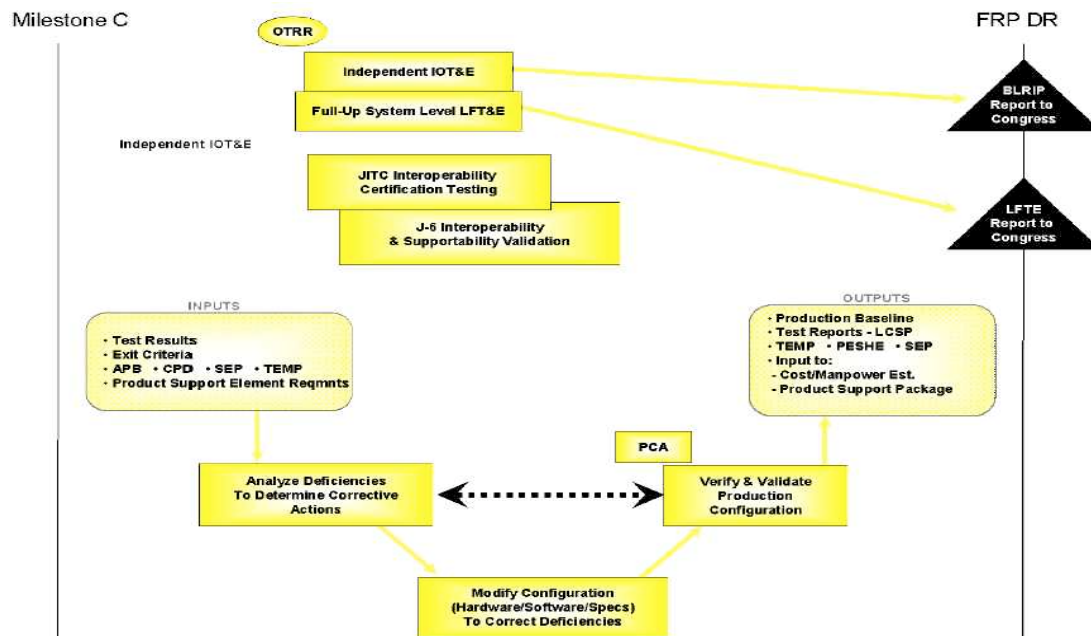 Milestone C
FRP DR
OTRR
Independent IOT&E
Full-Up System Level LFT&E
BLRIP
Report to
Congress
Independent IOT&E
JITC Interoperability
Certification Testing
J-6 Interoperability
& Supportability Validation
LFTE
Report to
Congress
INPUTS
• Test Results
• Exit Criteria
• APB • CPD • SEP • TEMP
• Product Support Element Reqmnts
OUTPUTS
• Production Baseline
• Test Reports - LCSP
• TEMP • PESHE • SEP
• Input to:
- Cost/Manpower Est.
- Product Support Package
PCA
Analyze Deficiencies
To Determine Corrective
Actions
Verify & Validate
Production
Configuration
Modify Configuration
(Hardware/Software/Specs)
To Correct Deficiencies